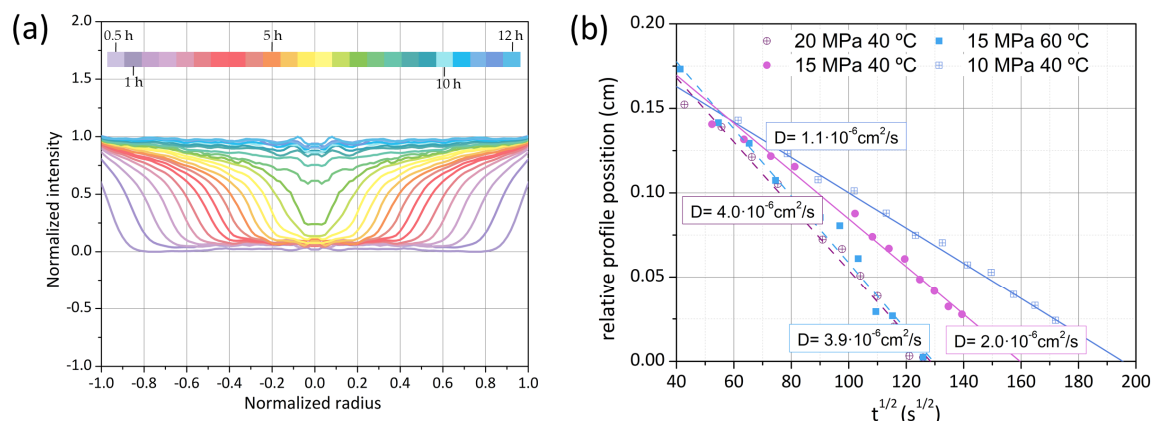 (a)
2.0
1.5
1.0
0.5
0.0
-0.5
-1.0
Normalized intensity
0.5 h
5 h
12 h
1 h
10 h
-1.0 -0.8 -0.6 -0.4 -0.2 0.0 0.2 0.4 0.6 0.8 1.0
Normalized radius
(b)
0.20
0.15
0.10
0.05
0.00
relative profile possition (cm)
20 MPa 40 ºC
15 MPa 60 ºC
15 MPa 40 ºC
10 MPa 40 ºC
D= 1.1·10-6cm2/s
D= 4.0·10-6cm2/s
D= 3.9·10-6cm2/s
D= 2.0·10-6cm2/s
40 60 80 100 120 140 160 180 200
t1/2 (s1/2)